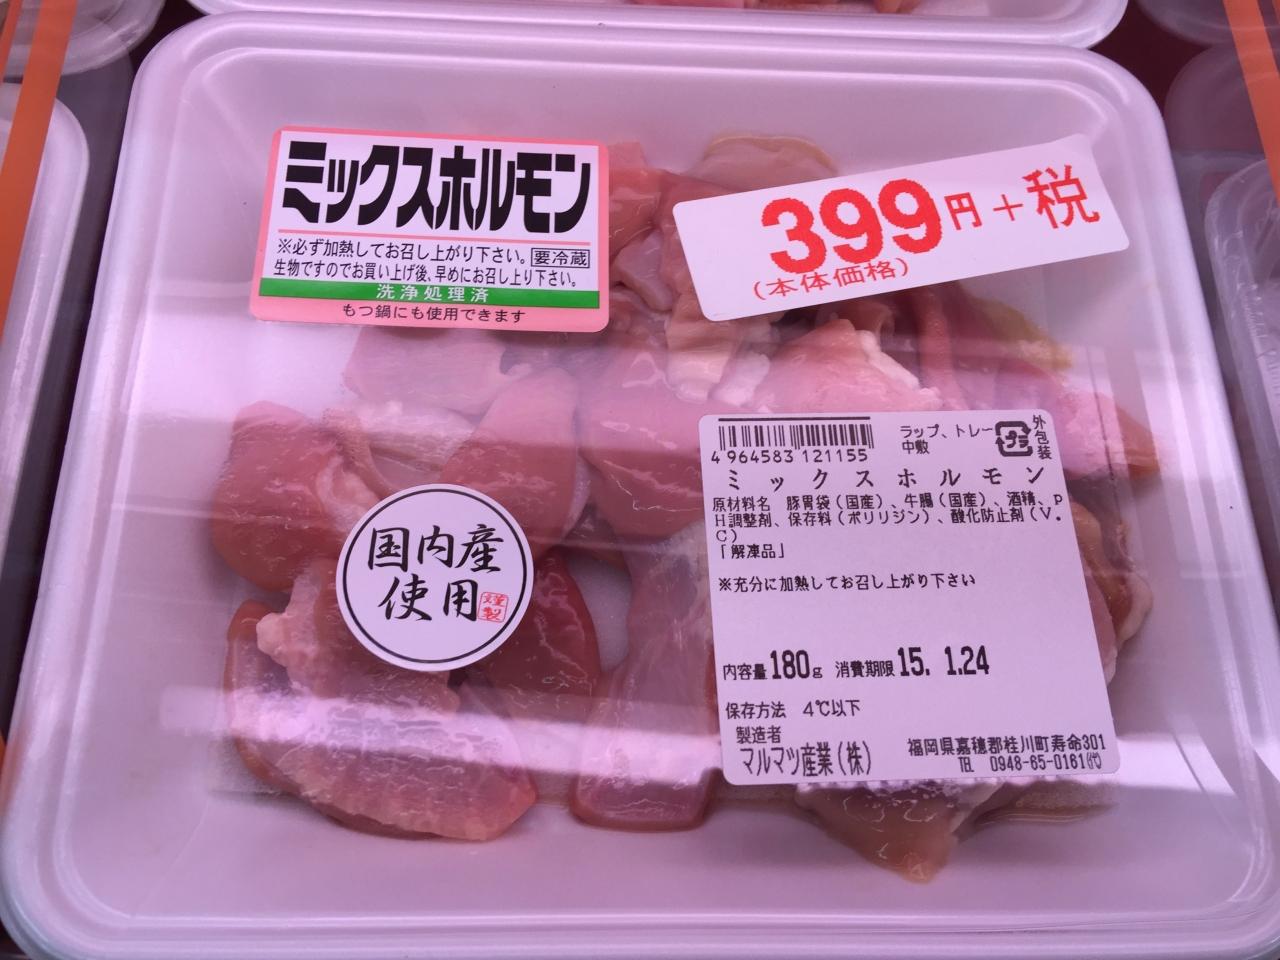 ミックスホルモン
※必ず加熱してお召し上がり下さい。 要冷蔵
生物ですのでお買い上げ後、早めにお召し上り下さい。
洗浄処理済
もつ鍋にも使用できます
399円+税
(本体価格)
国内産
使用
謹製
4 964583 121155
ラップ、トレー
中敷
プラ
外包装
ミックスホルモン
原材料名 豚胃袋(国産)、牛腸(国産)、酒精、p
H調整剤、保存料(ポリリジン)、酸化防止剤(V.
C)
「解凍品」
※充分に加熱してお召し上がり下さい
内容量180g 消費期限15. 1.24
保存方法 4℃以下
製造者
マルマツ産業(株)
福岡県嘉穂郡桂川町寿命301
TEL 0948-65-0161(代)